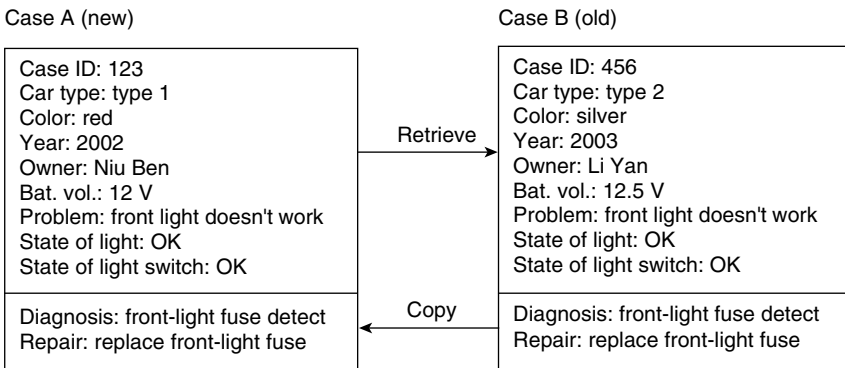 Case A (new)
Case ID: 123
Car type: type 1
Color: red
Year: 2002
Owner: Niu Ben
Bat. vol.: 12 V
Problem: front light doesn't work
State of light: OK
State of light switch: OK
Diagnosis: front-light fuse detect
Repair: replace front-light fuse
Retrieve
Copy
Case B (old)
Case ID: 456
Car type: type 2
Color: silver
Year: 2003
Owner: Li Yan
Bat. vol.: 12.5 V
Problem: front light doesn't work
State of light: OK
State of light switch: OK
Diagnosis: front-light fuse detect
Repair: replace front-light fuse